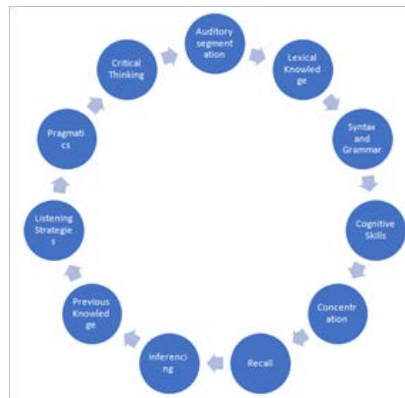 Auditory
segment
ation
Lexical
Knowled
ge
Syntax
and
Grammar
Cognitive
Skills
Concentr
ation
Recall
Inferenci
ng
Previous
Knowled
ge
Listening
Strategie
s
Pragmati
cs
Critical
Thinking